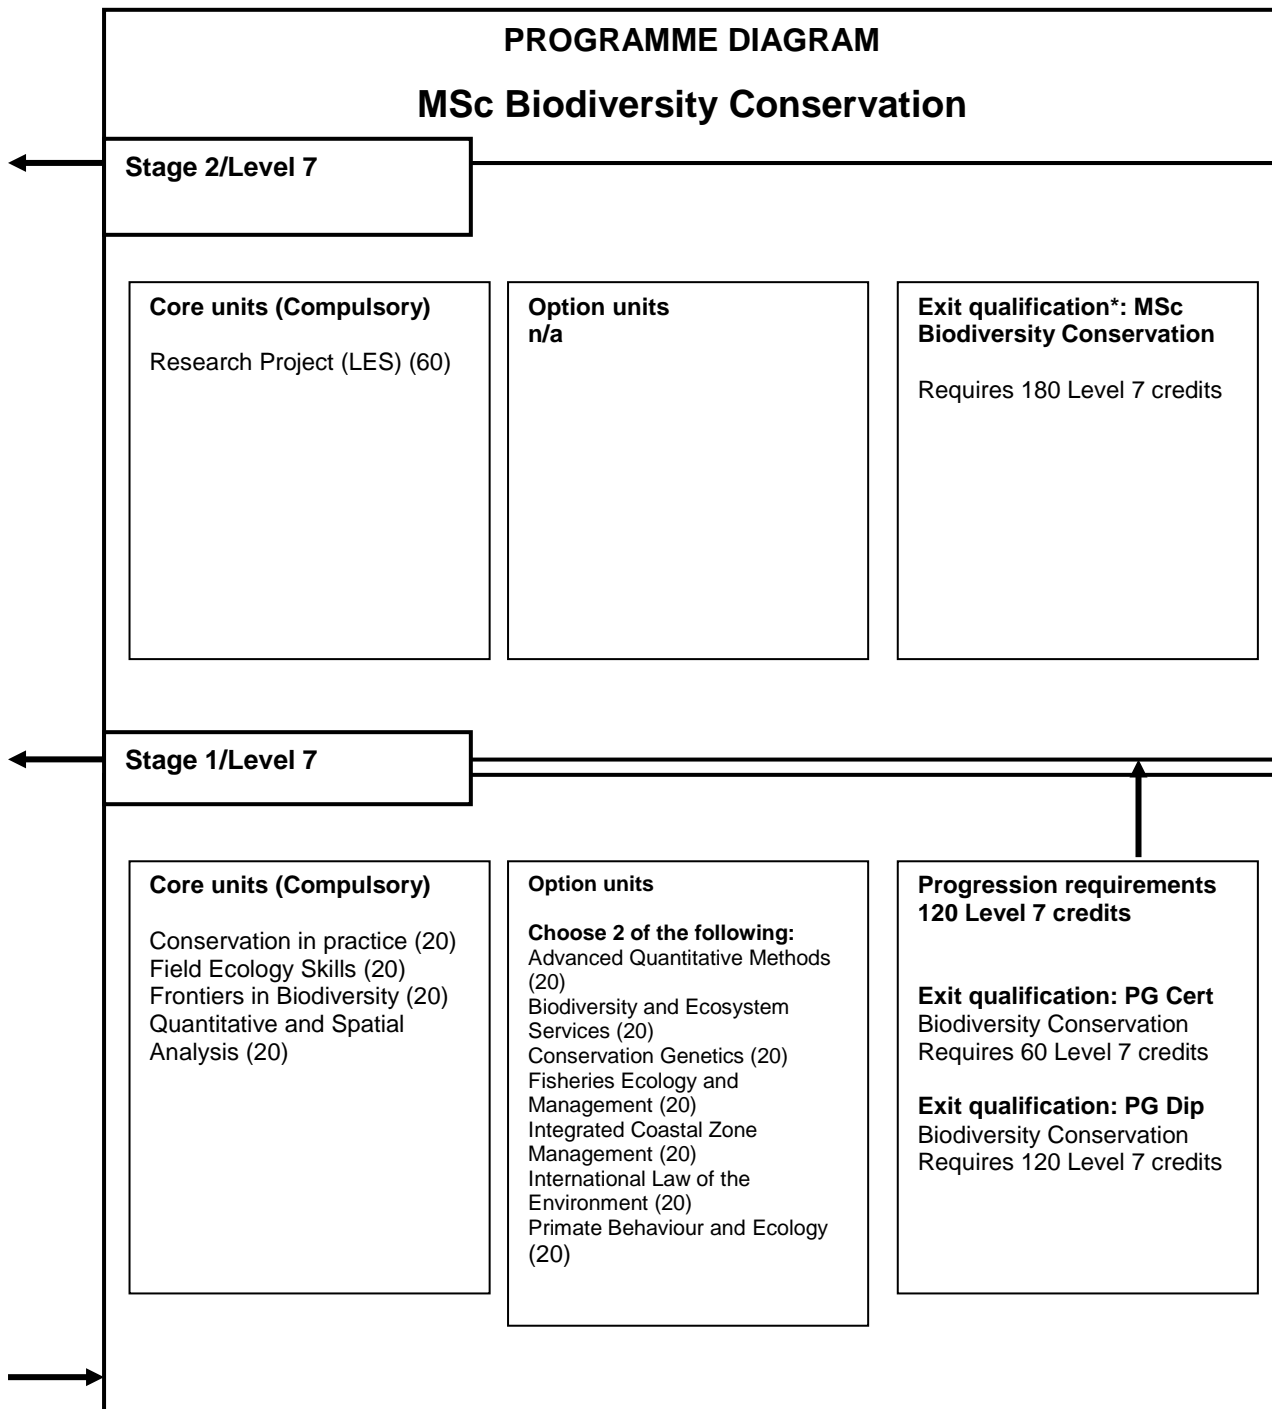 PROGRAMME DIAGRAM
MSc Biodiversity Conservation
Stage 2/Level 7
Core units (Compulsory)
Research Project (LES) (60)
Option units
n/a
Exit qualification*: MSc
Biodiversity Conservation
Requires 180 Level 7 credits
Stage 1/Level 7
Core units (Compulsory)
Conservation in practice (20)
Field Ecology Skills (20)
Frontiers in Biodiversity (20)
Quantitative and Spatial
Analysis (20)
Option units
Choose 2 of the following:
Advanced Quantitative Methods
(20)
Biodiversity and Ecosystem
Services (20)
Conservation Genetics (20)
Fisheries Ecology and
Management (20)
Integrated Coastal Zone
Management (20)
International Law of the
Environment (20)
Primate Behaviour and Ecology
(20)
Progression requirements
120 Level 7 credits
Exit qualification: PG Cert
Biodiversity Conservation
Requires 60 Level 7 credits
Exit qualification: PG Dip
Biodiversity Conservation
Requires 120 Level 7 credits